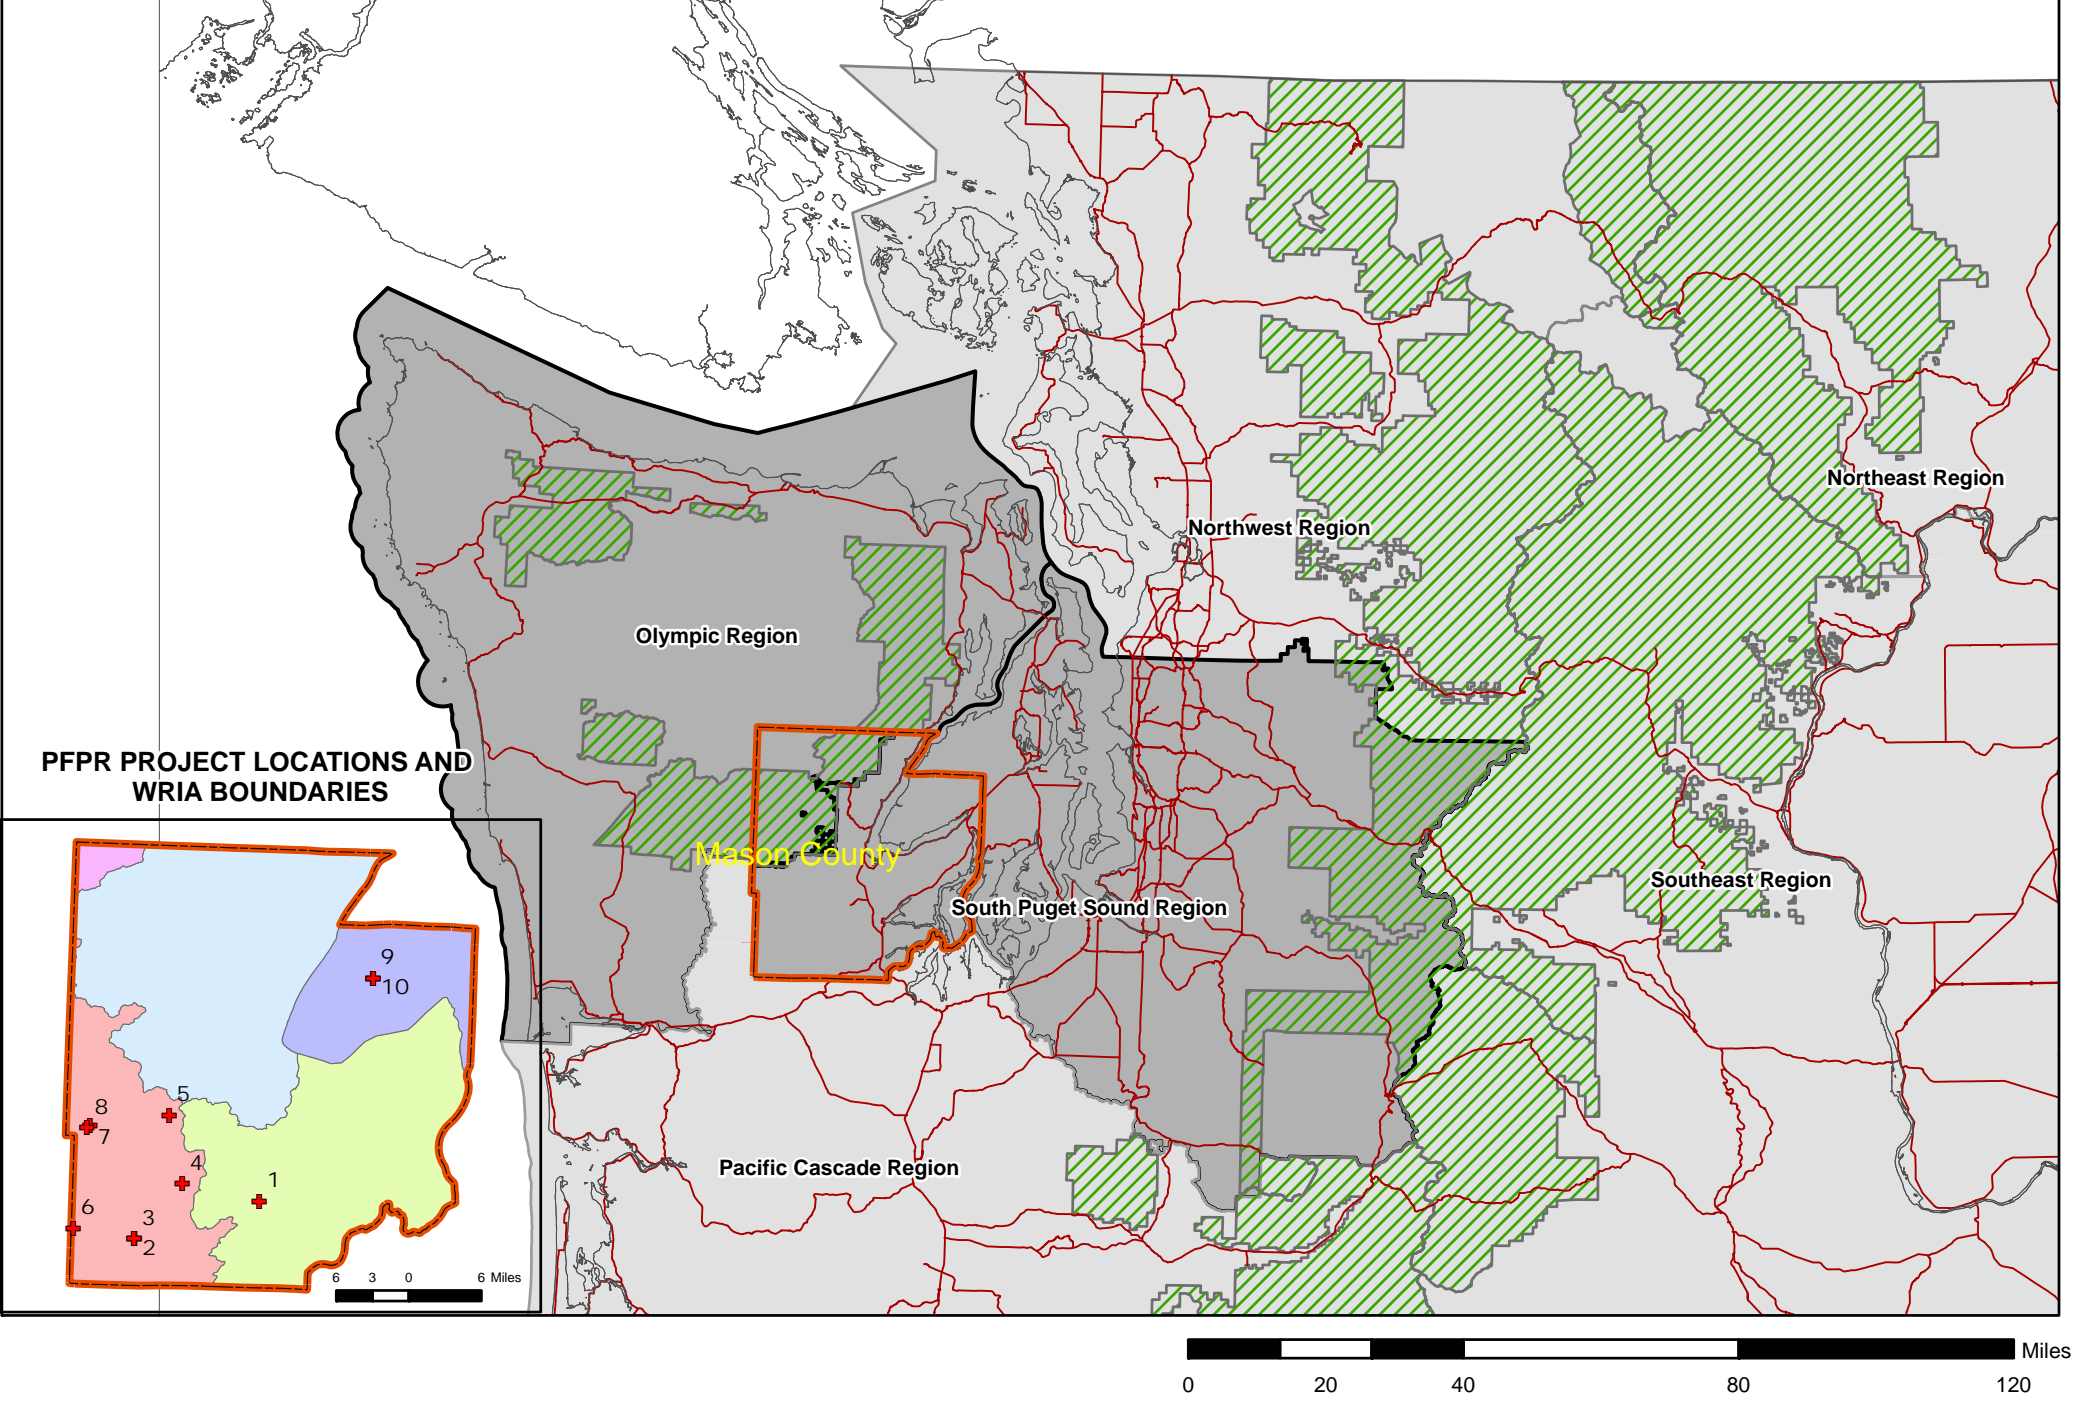 Northeast Region
Northwest Region
Olympic Region
PFPR PROJECT LOCATIONS AND
WRIA BOUNDARIES
Mason County
Southeast Region
South Puget Sound Region
Pacific Cascade Region
9
10
5
8
7
4
1
6
3
2
6 3 0 6 Miles
Miles
0 20 40 80 120